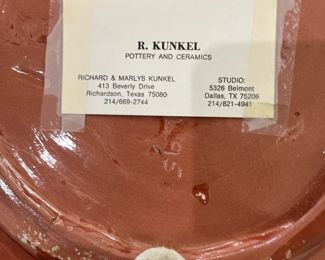 R. KUNKEL
POTTERY AND CERAMICS
RICHARD & MARLYS KUNKEL
413 Beverly Drive
Richardson, Texas 75080
214/669-2744
STUDIO:
5326 Belmont
Dallas, TX 75206
214/821-4941